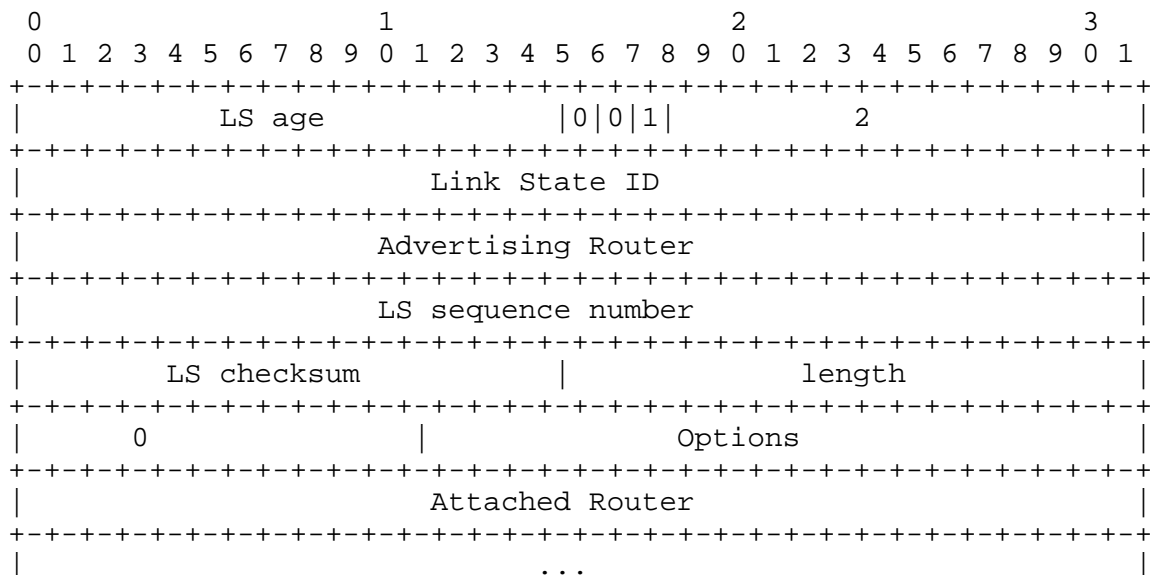 0                   1                   2                   3
0 1 2 3 4 5 6 7 8 9 0 1 2 3 4 5 6 7 8 9 0 1 2 3 4 5 6 7 8 9 0 1
+-+-+-+-+-+-+-+-+-+-+-+-+-+-+-+-+-+-+-+-+-+-+-+-+-+-+-+-+-+-+-+-+
|           LS age             |0|0|1|          2               |
+-+-+-+-+-+-+-+-+-+-+-+-+-+-+-+-+-+-+-+-+-+-+-+-+-+-+-+-+-+-+-+-+
|                       Link State ID                           |
+-+-+-+-+-+-+-+-+-+-+-+-+-+-+-+-+-+-+-+-+-+-+-+-+-+-+-+-+-+-+-+-+
|                    Advertising Router                         |
+-+-+-+-+-+-+-+-+-+-+-+-+-+-+-+-+-+-+-+-+-+-+-+-+-+-+-+-+-+-+-+-+
|                    LS sequence number                         |
+-+-+-+-+-+-+-+-+-+-+-+-+-+-+-+-+-+-+-+-+-+-+-+-+-+-+-+-+-+-+-+-+
|        LS checksum           |             length             |
+-+-+-+-+-+-+-+-+-+-+-+-+-+-+-+-+-+-+-+-+-+-+-+-+-+-+-+-+-+-+-+-+
|      0               |              Options                   |
+-+-+-+-+-+-+-+-+-+-+-+-+-+-+-+-+-+-+-+-+-+-+-+-+-+-+-+-+-+-+-+-+
|                       Attached Router                         |
+-+-+-+-+-+-+-+-+-+-+-+-+-+-+-+-+-+-+-+-+-+-+-+-+-+-+-+-+-+-+-+-+
|                             ...                               |